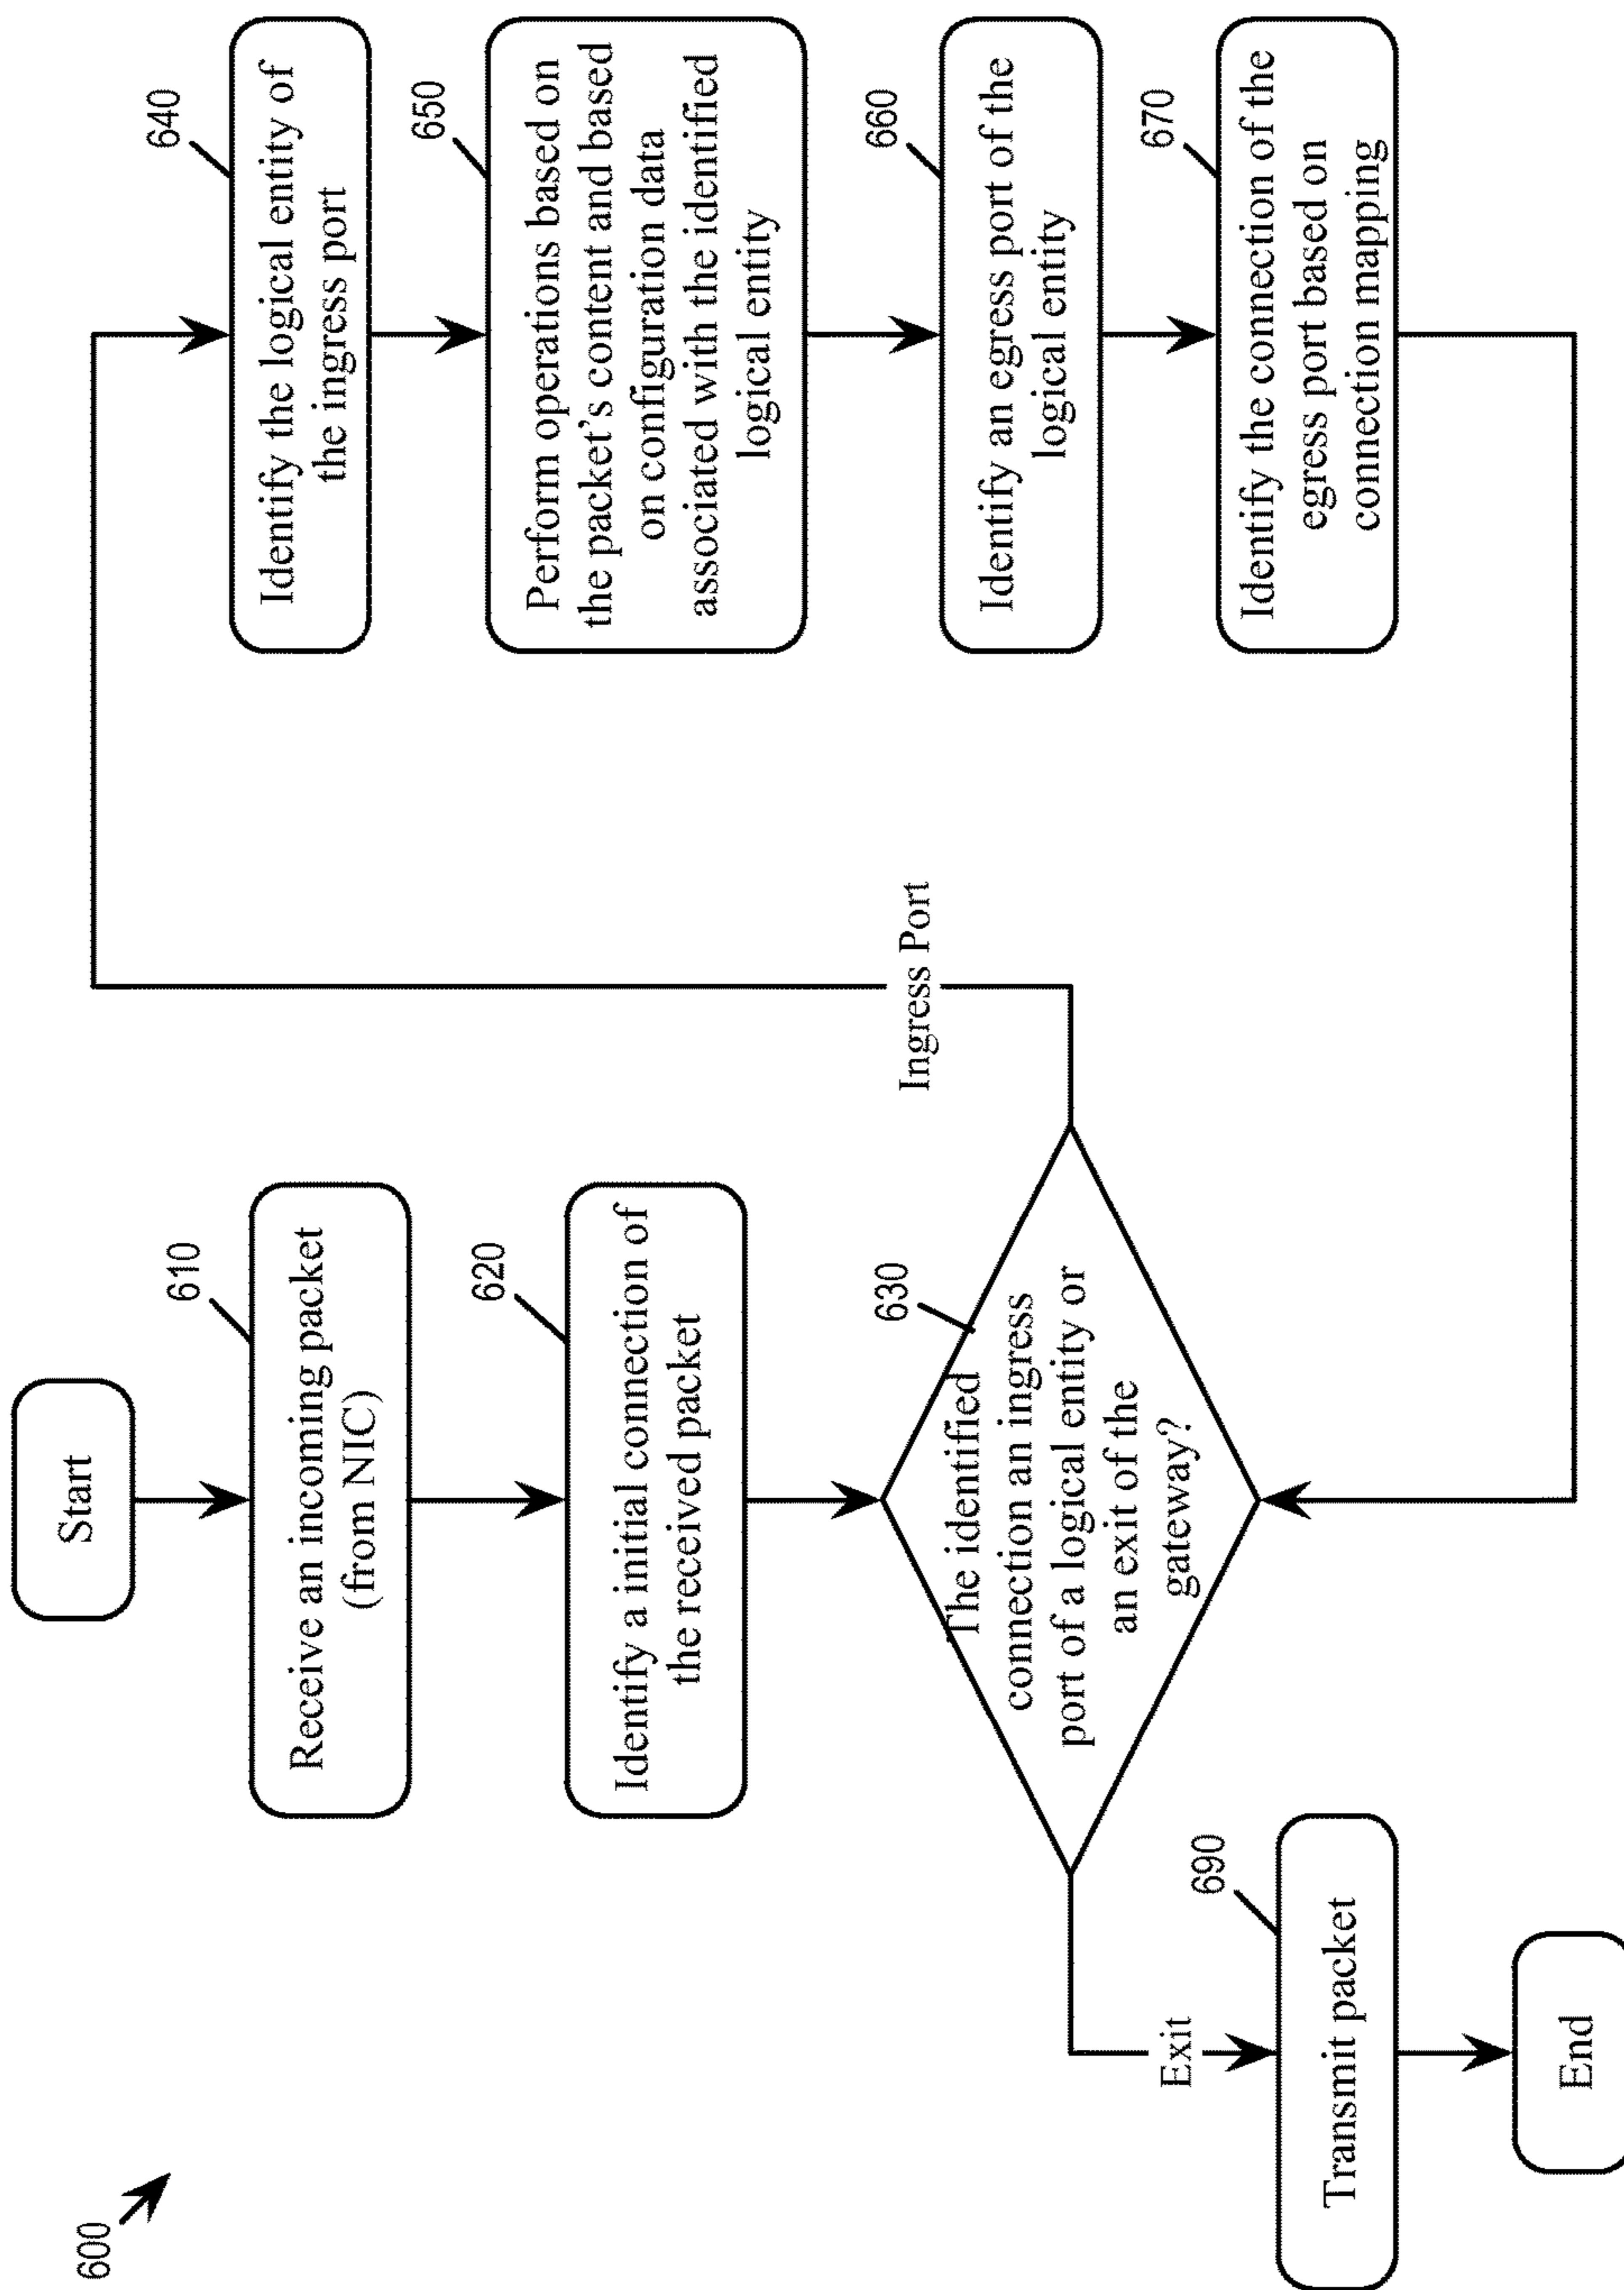 600
Start
610
Receive an incoming packet
(from NIC)
620
Identify a initial connection of
the received packet
630
The identified
connection an ingress
port of a logical entity or
an exit of the
gateway?
Exit
690
Transmit packet
End
Ingress Port
640
Identify the logical entity of
the ingress port
650
Perform operations based on
the packet's content and based
on configuration data
associated with the identified
logical entity
660
Identify an egress port of the
logical entity
670
Identify the connection of the
egress port based on
connection mapping